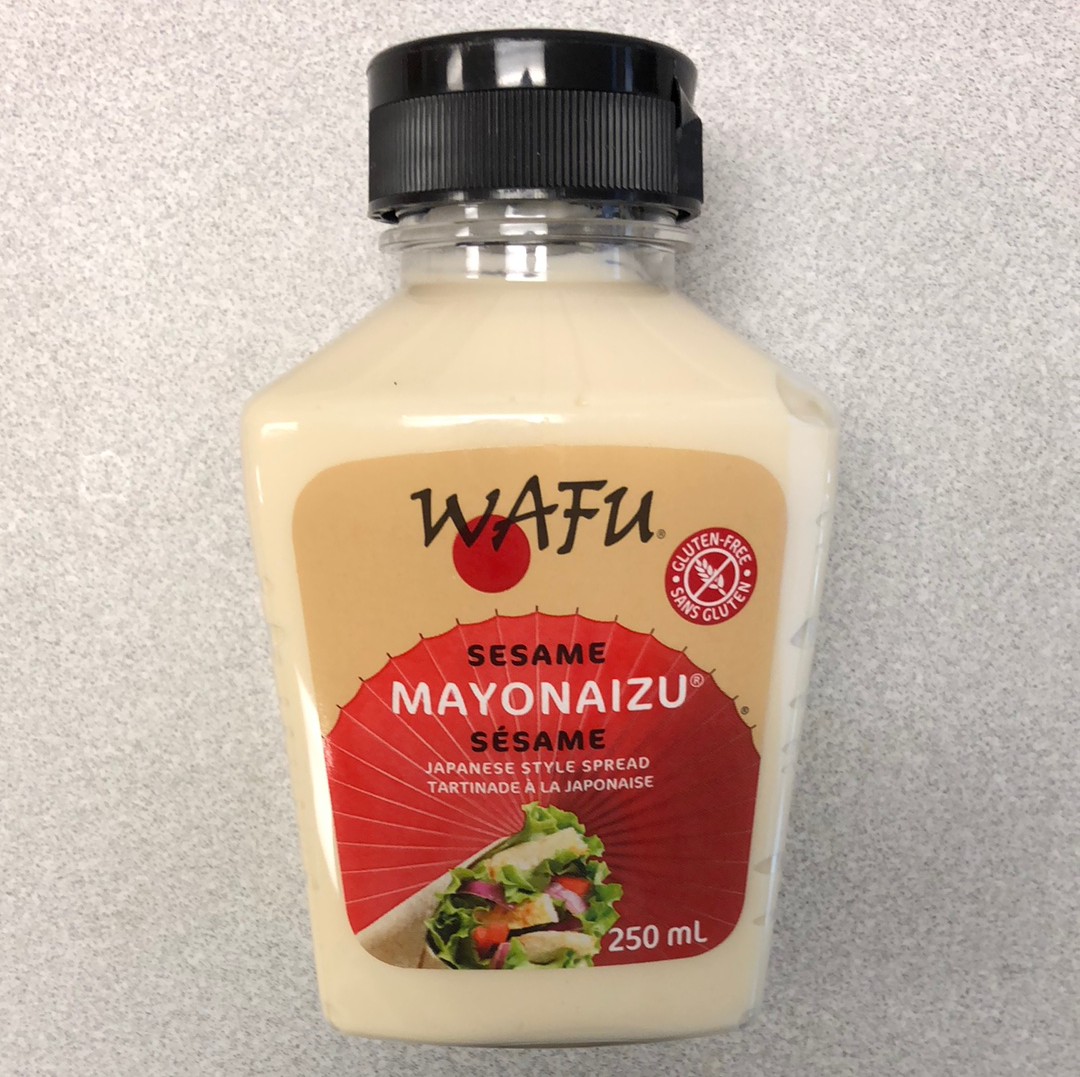 WAFU®
GLUTEN-FREE
SANS GLUTEN
SESAME
MAYONAIZU®
SÉSAME
JAPANESE STYLE SPREAD
TARTINADE À LA JAPONAISE
®
250 mL